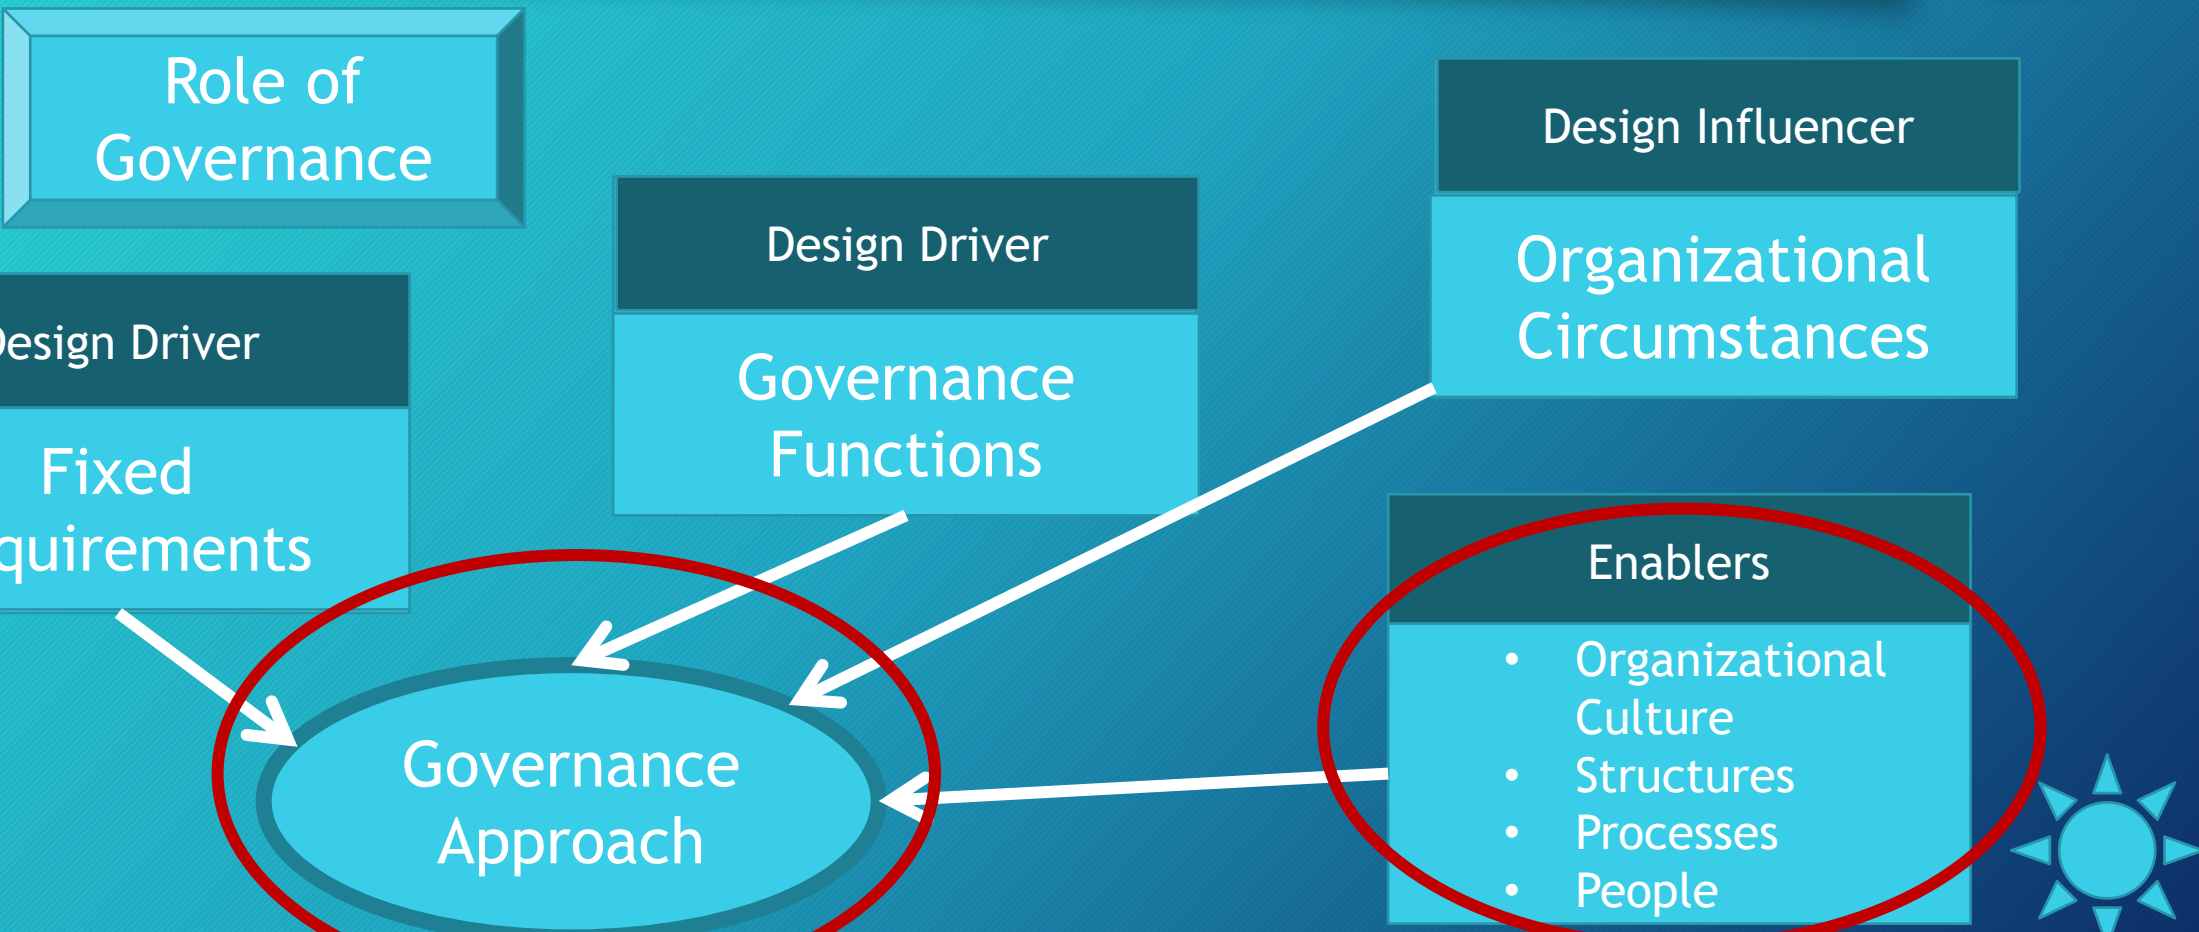 Role of
Governance
Design Influencer
Organizational
Circumstances
Design Driver
Governance
Functions
esign Driver
Fixed
quirements
Enablers
• Organizational
Culture
• Structures
• Processes
• People
Governance
Approach